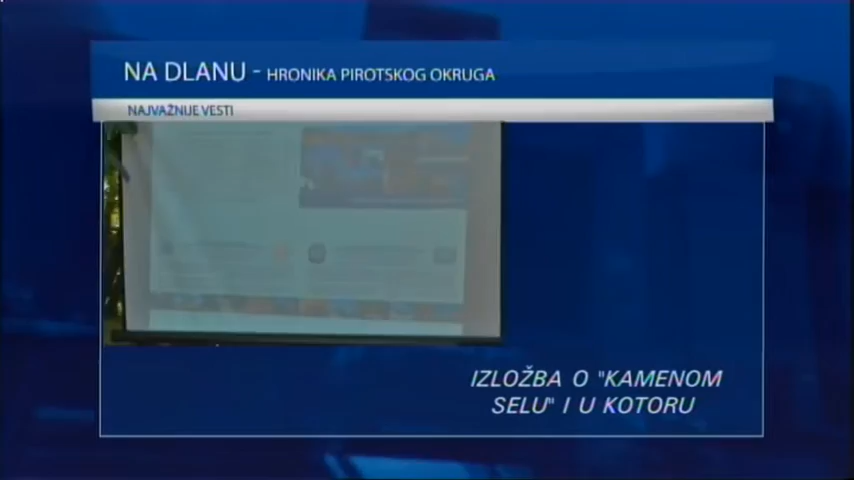 NA DLANU - HRONIKA PIROTSKOG OKRUGA
NAJVAŽNIJE VESTI
IZLOŽBA O "KAMENOM
SELU" I U KOTORU